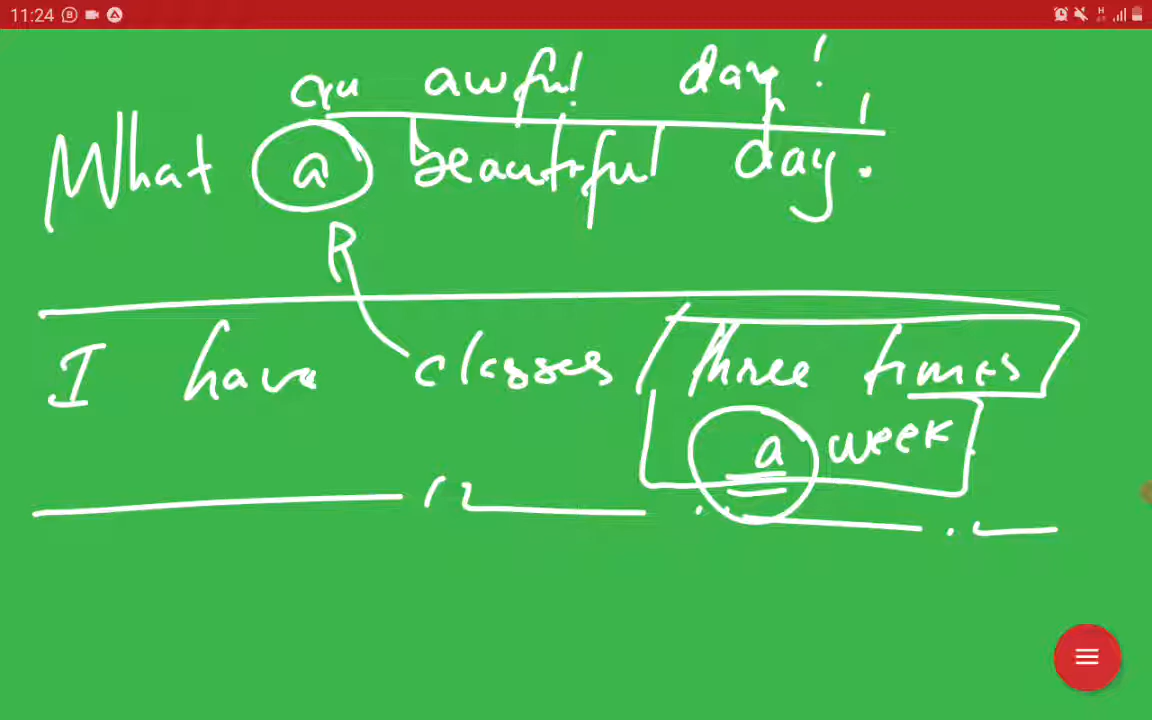 11:24
an awful day!
What a beautiful day!
I have classes three times
a week.